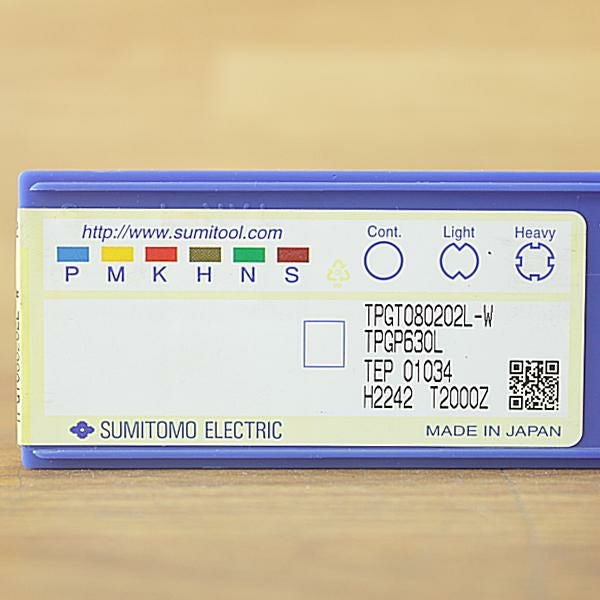 http://www.sumitool.com
P M K H N S
Cont. Light Heavy
TPGT080202L-W
TPGP630L
TEP 01034
H2242 T2000Z
SUMITOMO ELECTRIC
MADE IN JAPAN